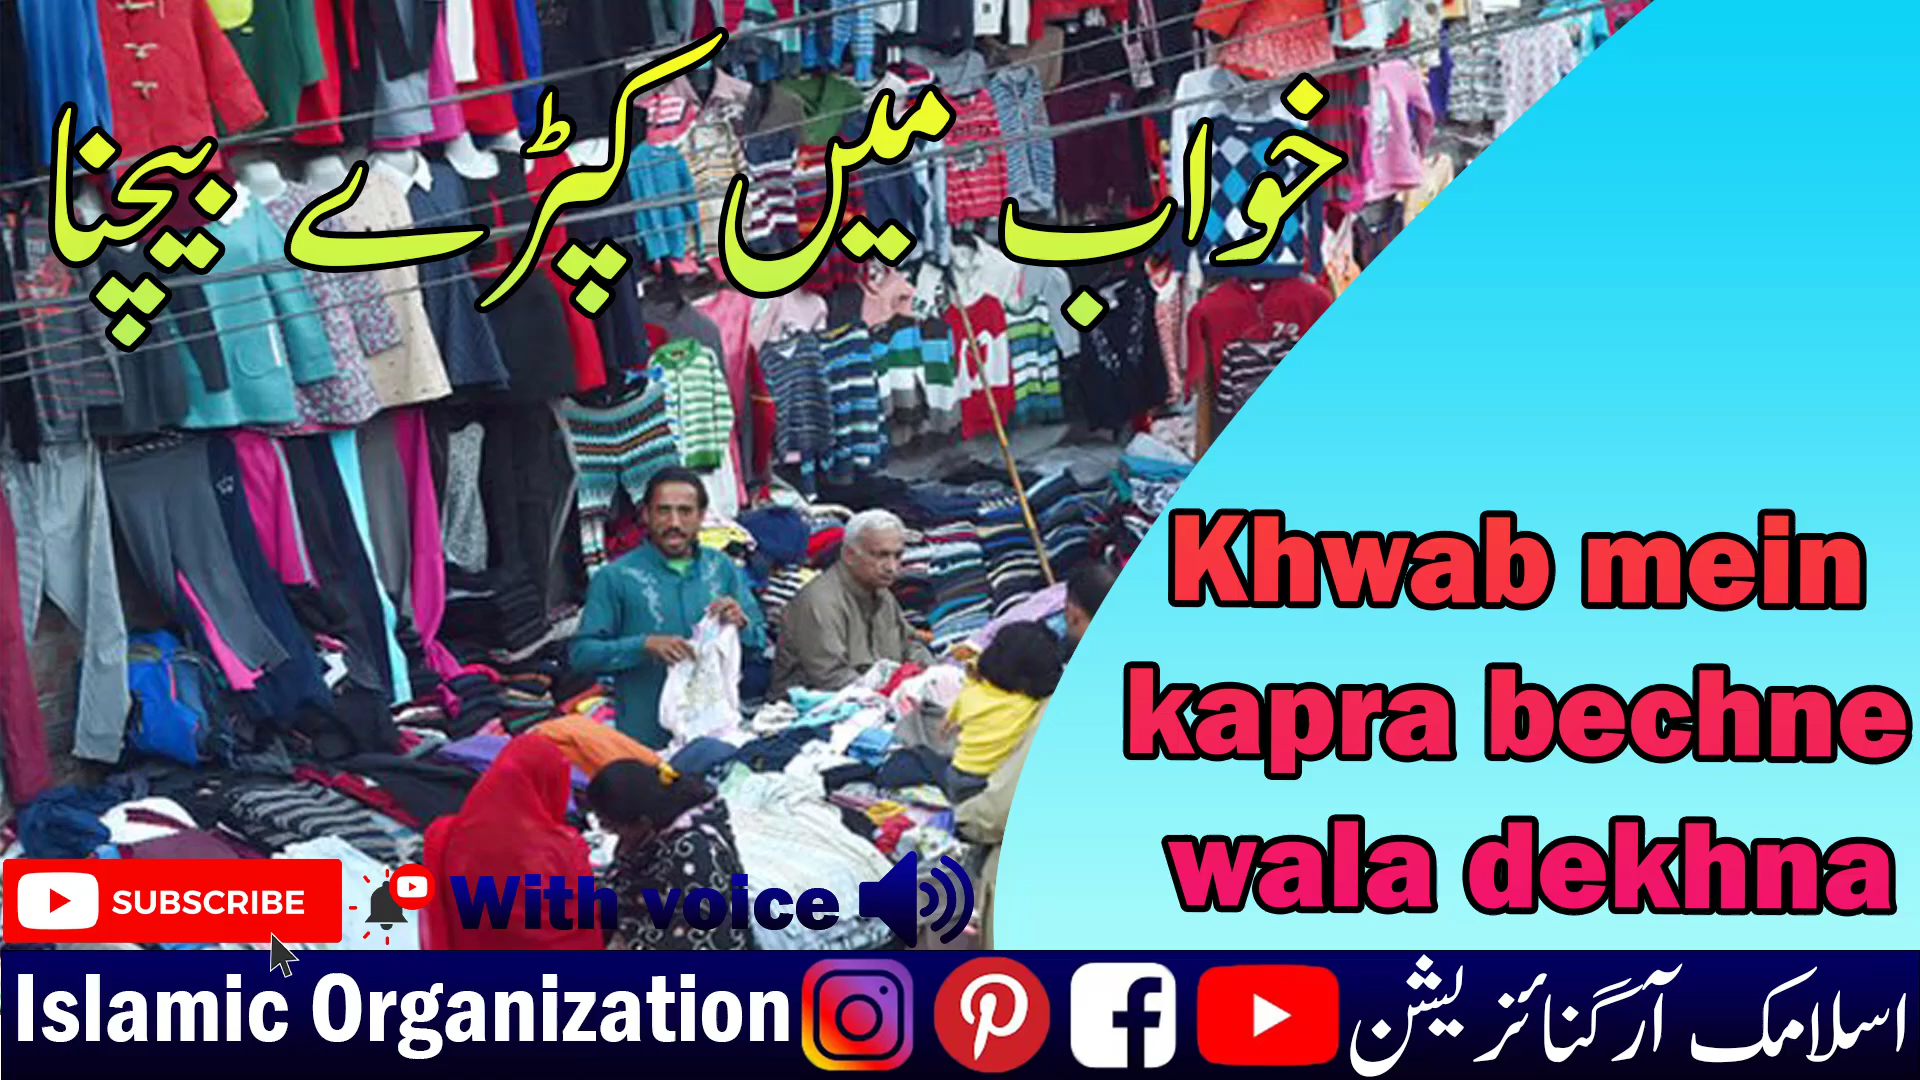 خواب میں کپڑے بیچنا
Khwab mein
kapra bechne
wala dekhna
SUBSCRIBE
With voice
Islamic Organization
اسلامک آرگنائزیشن